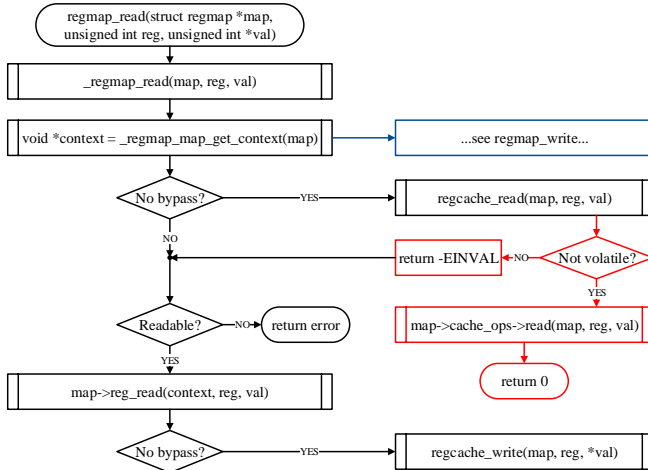 regmap_read(struct regmap *map,
unsigned int reg, unsigned int *val)
_regmap_read(map, reg, val)
void *context = _regmap_map_get_context(map)
...see regmap_write...
No bypass?
YES
regcache_read(map, reg, val)
NO
return -EINVAL
NO
Not volatile?
YES
Readable?
NO
return error
map->cache_ops->read(map, reg, val)
YES
return 0
map->reg_read(context, reg, val)
No bypass?
YES
regcache_write(map, reg, *val)